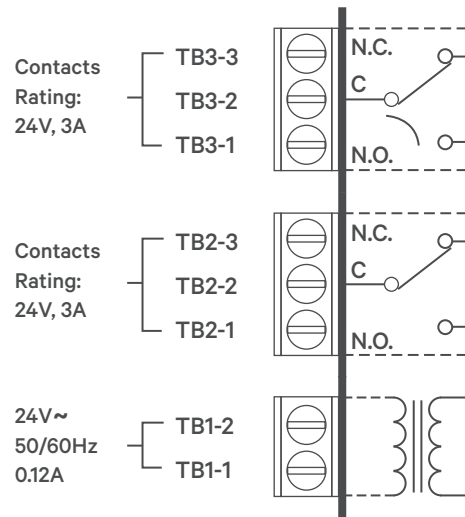 TB3-3
N.C.
Contacts
Rating:
24V, 3A
TB3-2
C
TB3-1
N.O.
TB2-3
N.C.
Contacts
Rating:
24V, 3A
TB2-2
C
TB2-1
N.O.
24V~
50/60Hz
0.12A
TB1-2
TB1-1